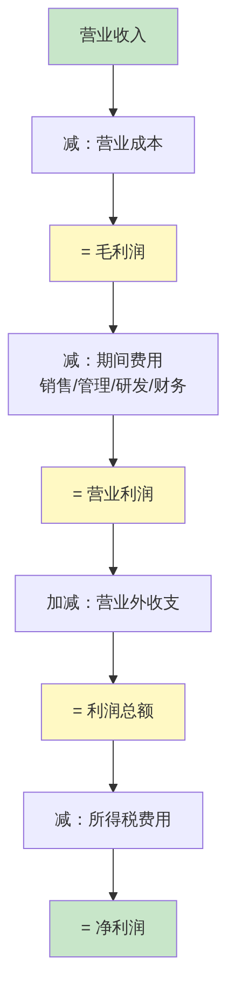 营业收入
减：营业成本
= 毛利润
减：期间费用
销售/管理/研发/财务
= 营业利润
加减：营业外收支
= 利润总额
减：所得税费用
= 净利润